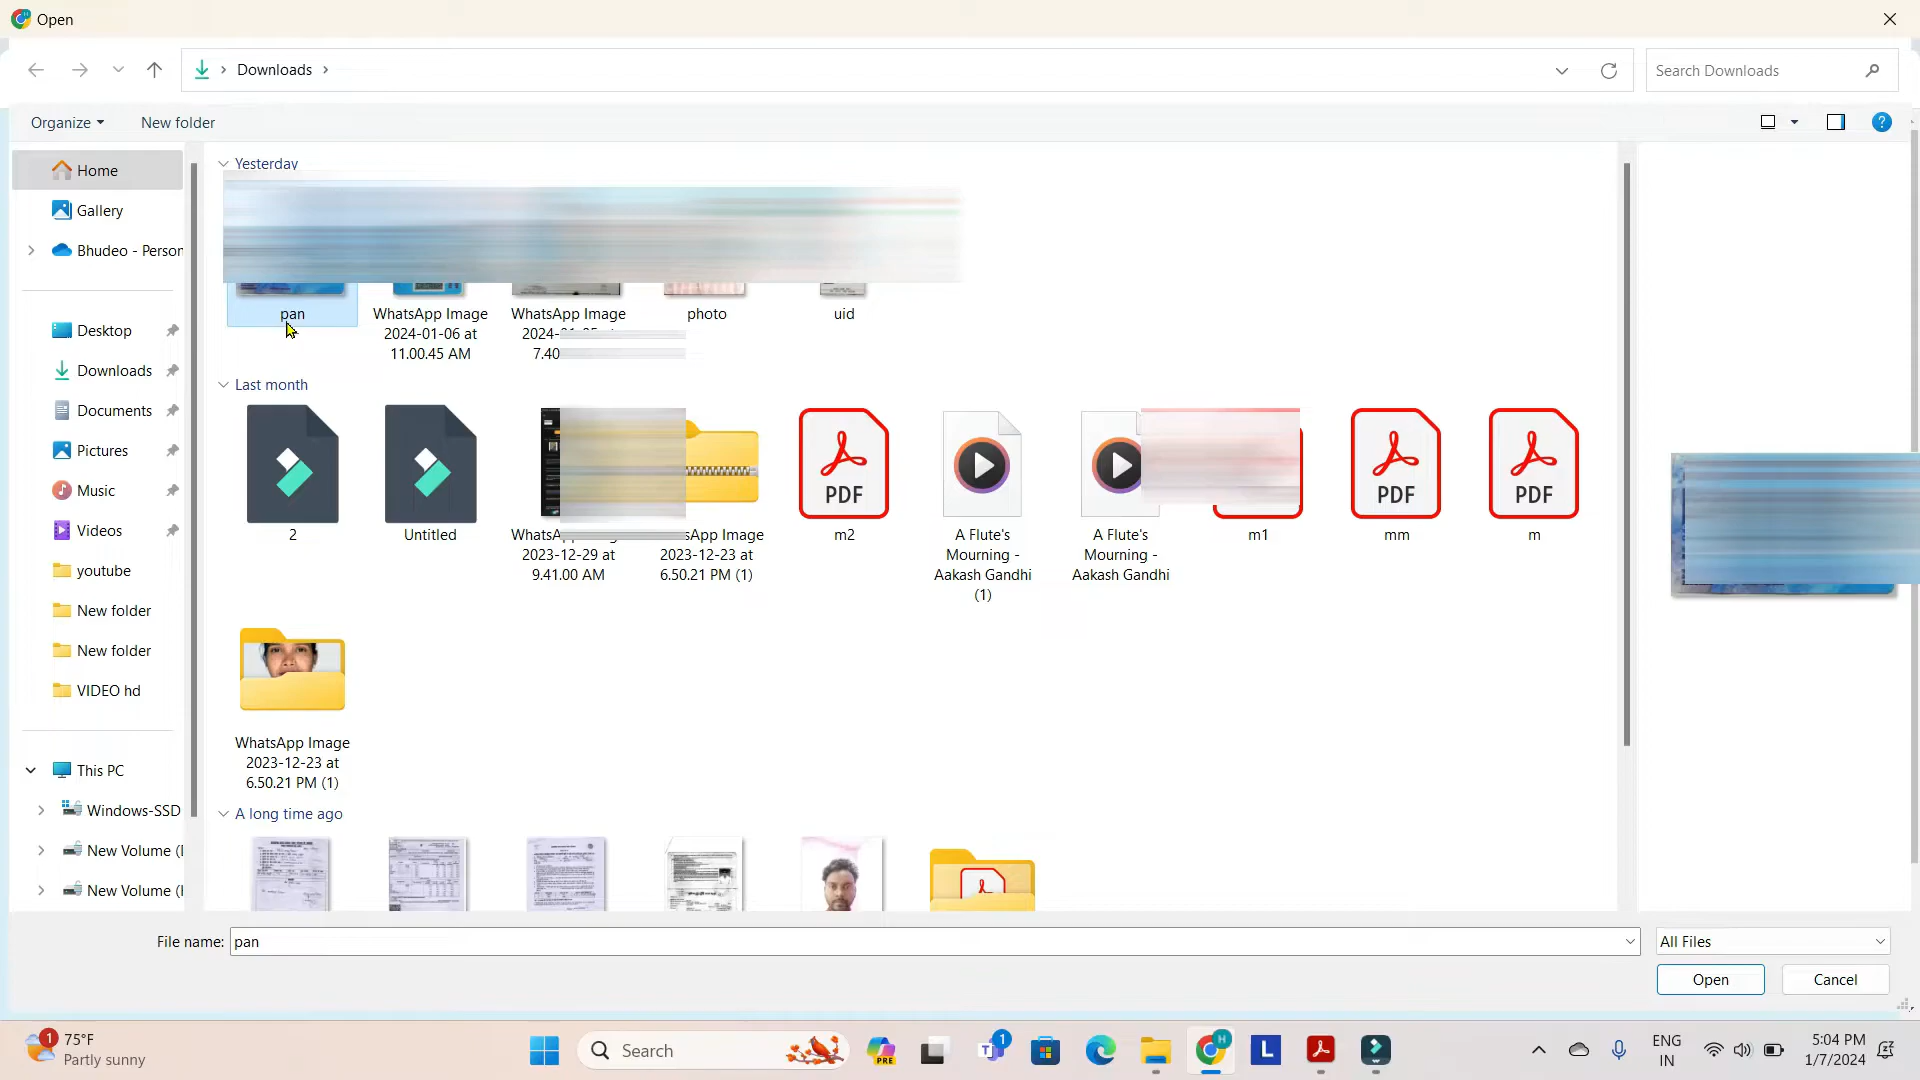 Open
Downloads
Search Downloads
Organize
New folder
Home
Gallery
Bhudeo - Person
Desktop
Downloads
Documents
Pictures
Music
Videos
youtube
New folder
New folder
VIDEO hd
This PC
Windows-SSD
New Volume (
New Volume (
Yesterday
pan
WhatsApp Image
2024-01-06 at
11.00.45 AM
WhatsApp Image
7.40
photo
uid
Last month
2
Untitled
2023-12-29 at
9.41.00 AM
App Image
2023-12-23 at
6.50.21 PM (1)
PDF
m2
A Flute's
Mourning -
Aakash Gandhi
(1)
A Flute's
Mourning -
Aakash Gandhi
m1
PDF
mm
PDF
m
WhatsApp Image
2023-12-23 at
6.50.21 PM (1)
A long time ago
File name:
pan
All Files
Open
Cancel
1
75°F
Partly sunny
Search
PRE
T
1
L
H
ENG
IN
5:04 PM
1/7/2024